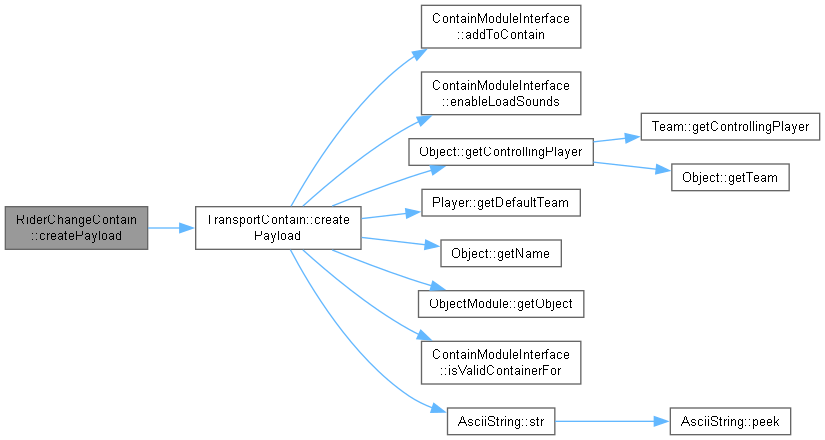 RiderChangeContain
::createPayload
TransportContain::create
Payload
ContainModuleInterface
::addToContain
ContainModuleInterface
::enableLoadSounds
Object::getControllingPlayer
Team::getControllingPlayer
Object::getTeam
Player::getDefaultTeam
Object::getName
ObjectModule::getObject
ContainModuleInterface
::isValidContainerFor
AsciiString::str
AsciiString::peek